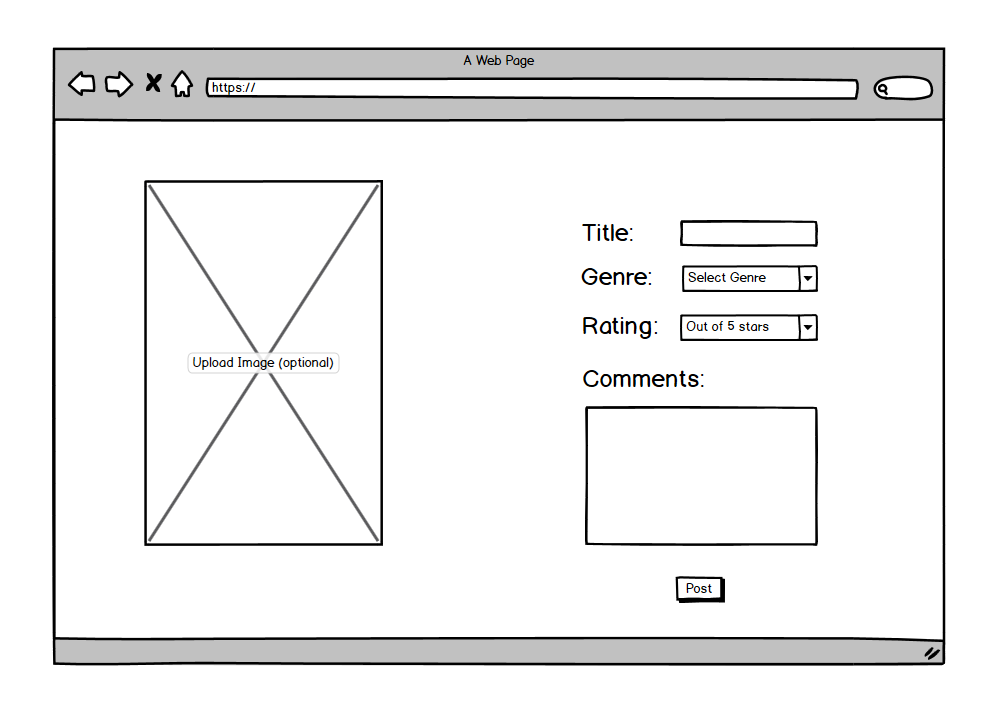 A Web Page
https://
Upload Image (optional)
Title:
Genre:
Select Genre
Rating:
Out of 5 stars
Comments:
Post